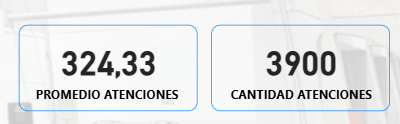 324,33
PROMEDIO ATENCIONES
3900
CANTIDAD ATENCIONES